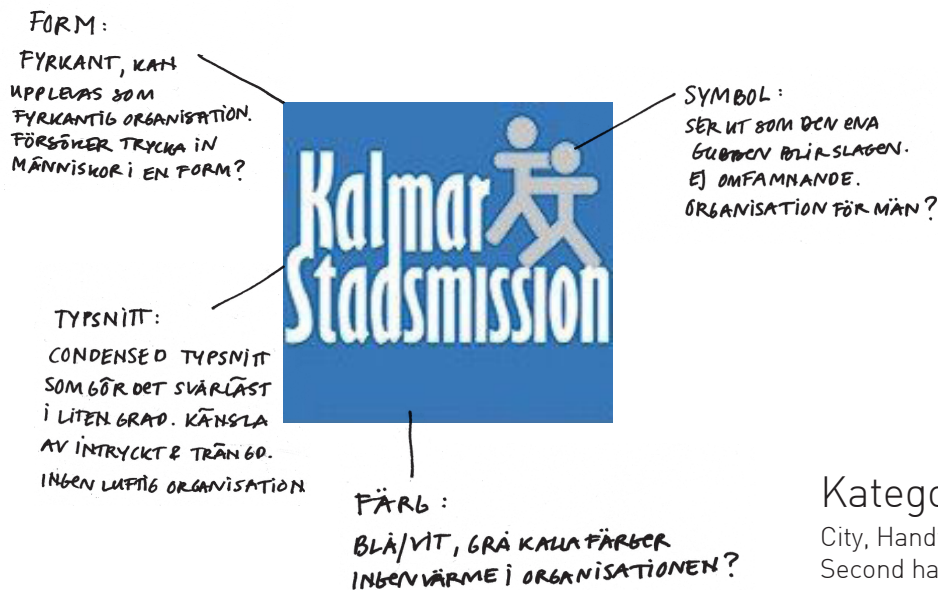 FORM:
FYRKANT, KAN
UPPLEVAS SOM
FYRKANTIG ORGANISATION.
FÖRSÖKER TRYCKA IN
MÄNNISKOR I EN FORM?
SYMBOL:
SER UT SOM DEN ENA
GUBBEN BLIR SLAGEN.
EJ OMFAMNANDE.
ORGANISATION FÖR MÄN?
Kalmar
Stadsmission
TYPSNITT:
CONDENSED TYPSNITT
SOM GÖR DET SVÅRLÄST
I LITEN GRAD. KÄNSLA
AV INTRYCKT & TRÄNGD.
INGEN LUFTIG ORGANISATION
FÄRG:
BLÅ/VIT, GRÅ KALLA FÄRGER
INGEN VÄRME I ORGANISATIONEN?
Katego
City, Hand
Second ha